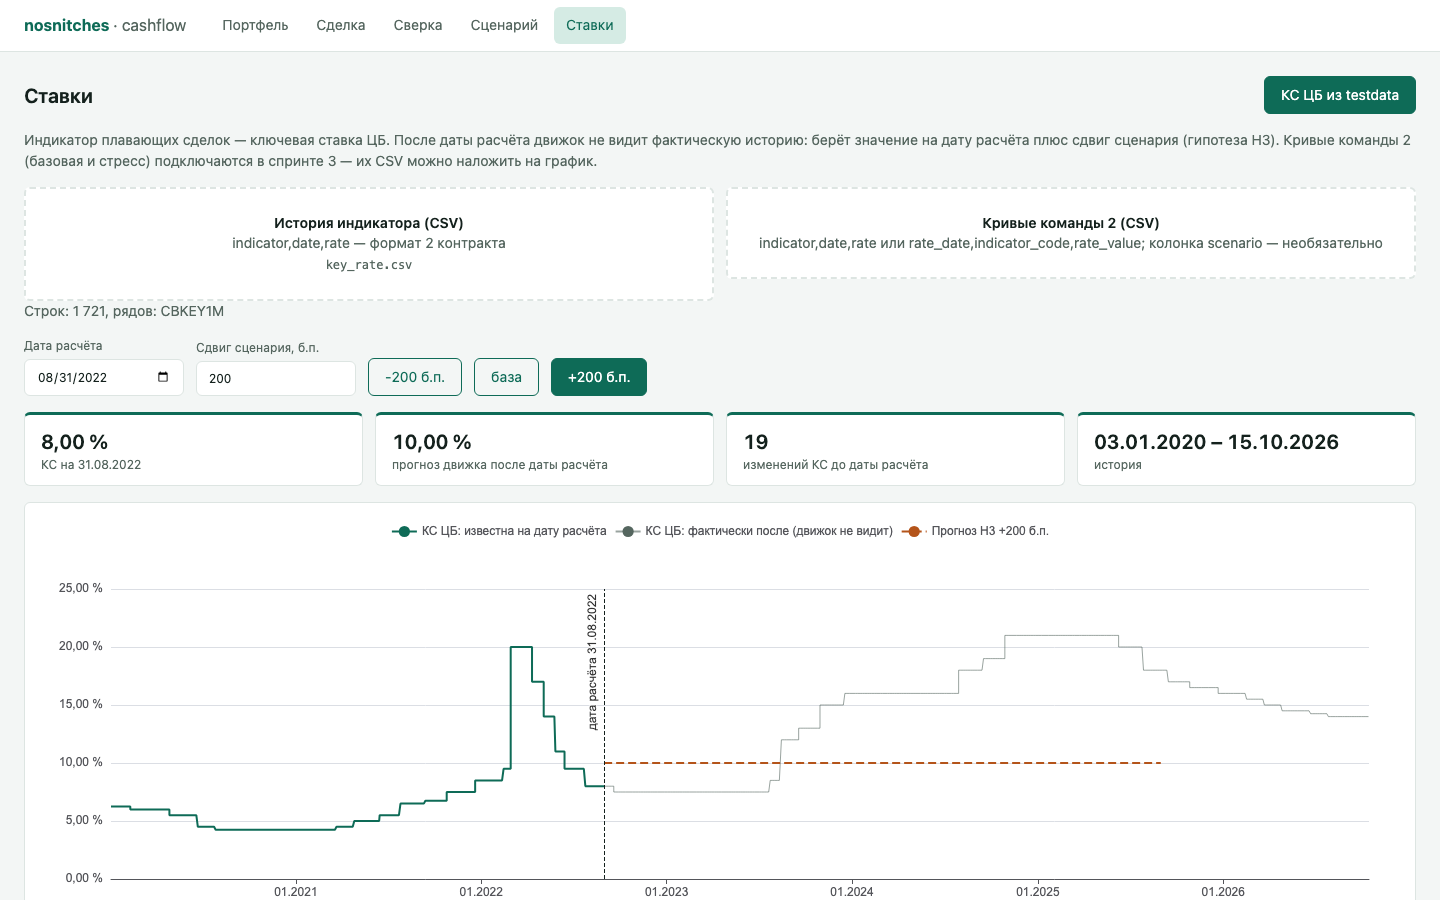 nosnitches · cashflow Портфель Сделка Сверка Сценарий Ставки
Ставки
КС ЦБ из testdata
Индикатор плавающих сделок — ключевая ставка ЦБ. После даты расчёта движок не видит фактическую историю: берёт значение на дату расчёта плюс сдвиг сценария (гипотеза Н3). Кривые команды 2
(базовая и стресс) подключаются в спринте 3 — их CSV можно наложить на график.
История индикатора (CSV)
indicator,date,rate — формат 2 контракта
key_rate.csv
Кривые команды 2 (CSV)
indicator,date,rate или rate_date,indicator_code,rate_value; колонка scenario — необязательно
Строк: 1 721, рядов: CBKEY1M
Дата расчёта
08/31/2022
Сдвиг сценария, б.п.
200
-200 б.п.
база
+200 б.п.
8,00 %
КС на 31.08.2022
10,00 %
прогноз движка после даты расчёта
19
изменений КС до даты расчёта
03.01.2020 – 15.10.2026
история
КС ЦБ: известна на дату расчёта
КС ЦБ: фактически после (движок не видит)
Прогноз Н3 +200 б.п.
25,00 %
20,00 %
15,00 %
10,00 %
5,00 %
0,00 %
дата расчёта 31.08.2022
01.2021 01.2022 01.2023 01.2024 01.2025 01.2026